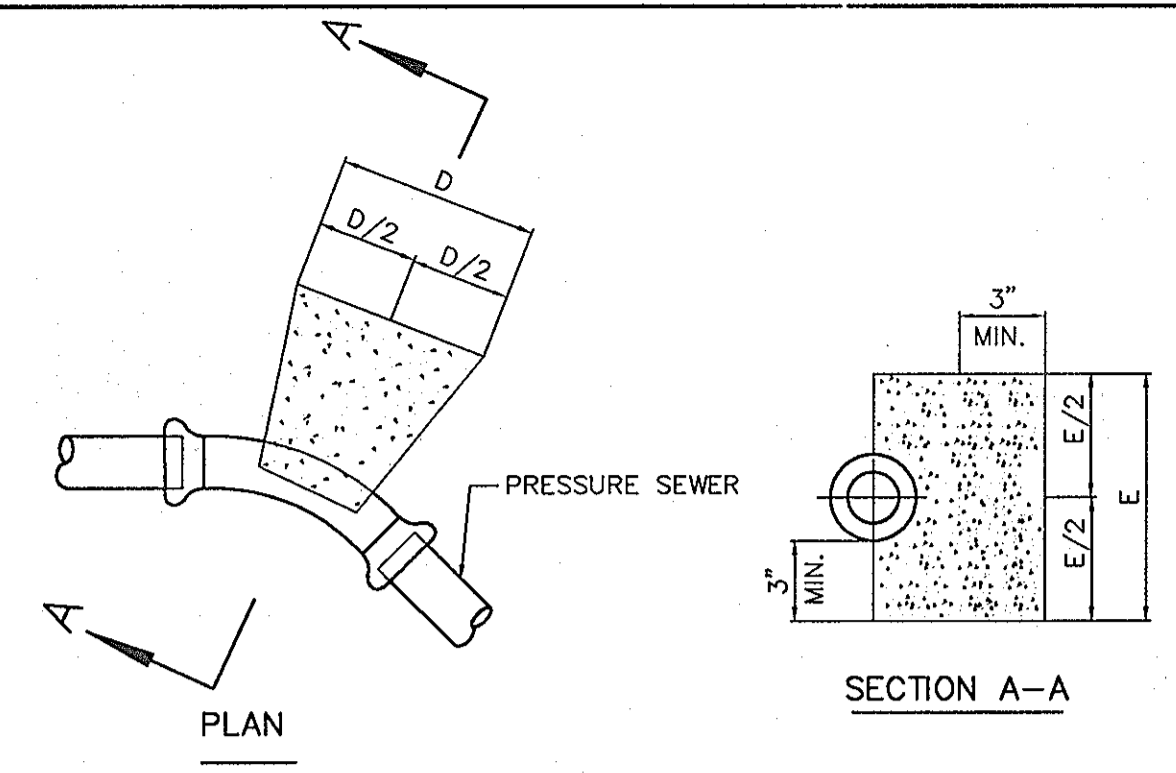 A
D
D/2
D/2
PRESSURE SEWER
A
PLAN
3"
MIN.
E/2
E
E/2
3"
MIN.
SECTION A-A